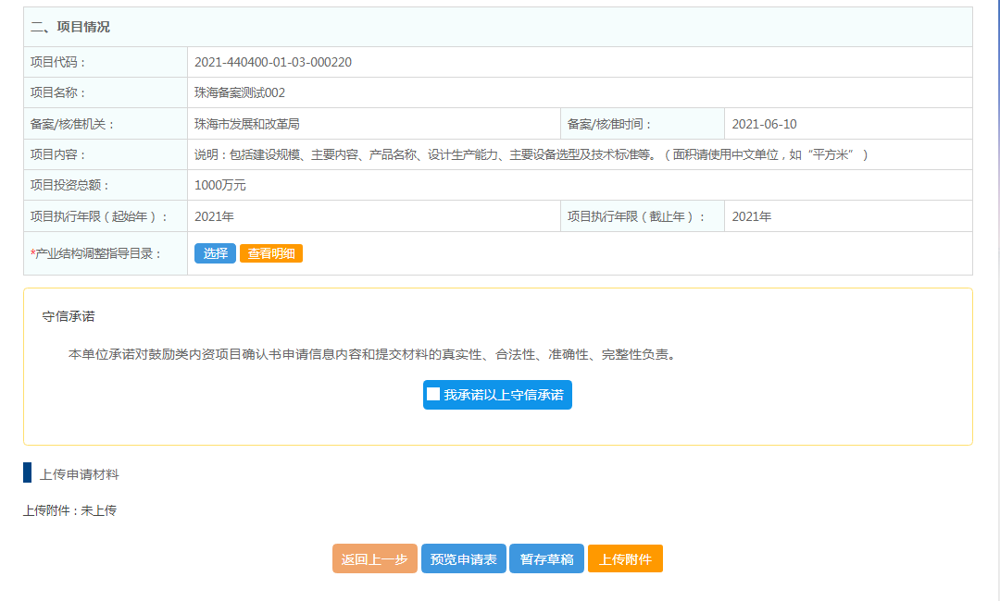 二、项目情况
项目代码： 2021-440400-01-03-000220
项目名称： 珠海备案测试002
备案/核准机关： 珠海市发展和改革局 备案/核准时间： 2021-06-10
项目内容： 说明：包括建设规模、主要内容、产品名称、设计生产能力、主要设备选型及技术标准等。（面积请使用中文单位，如“平方米”）
项目投资总额： 1000万元
项目执行年限（起始年）： 2021年 项目执行年限（截止年）： 2021年
*产业结构调整指导目录： 选择 查看明细
守信承诺
本单位承诺对鼓励类内资项目确认书申请信息内容和提交材料的真实性、合法性、准确性、完整性负责。
我承诺以上守信承诺
上传申请材料
上传附件：未上传
返回上一步 预览申请表 暂存草稿 上传附件